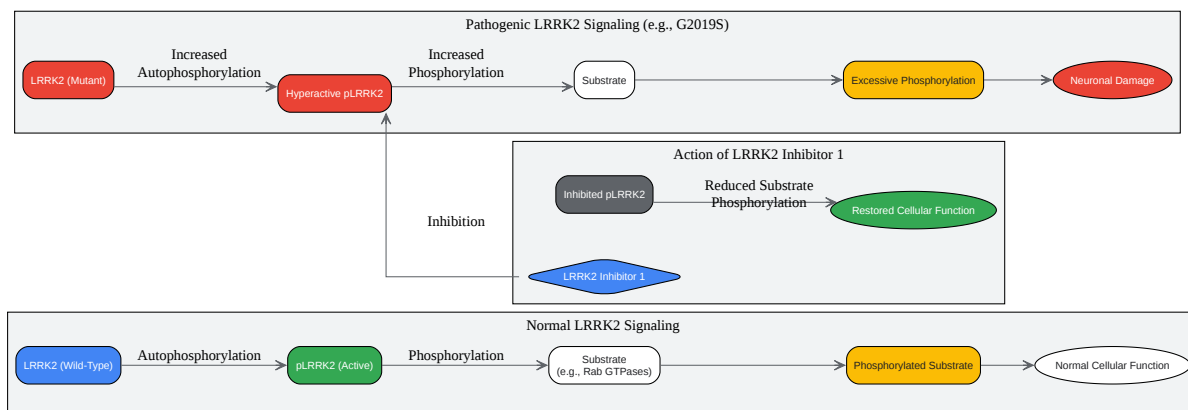 Pathogenic LRRK2 Signaling (e.g., G2019S)
LRRK2 (Mutant)
Increased
Autophosphorylation
Hyperactive pLRRK2
Increased
Phosphorylation
Substrate
Excessive Phosphorylation
Neuronal Damage
Action of LRRK2 Inhibitor 1
Inhibited pLRRK2
Reduced Substrate
Phosphorylation
Restored Cellular Function
Inhibition
LRRK2 Inhibitor 1
Normal LRRK2 Signaling
LRRK2 (Wild-Type)
Autophosphorylation
pLRRK2 (Active)
Phosphorylation
Substrate
(e.g., Rab GTPases)
Phosphorylated Substrate
Normal Cellular Function